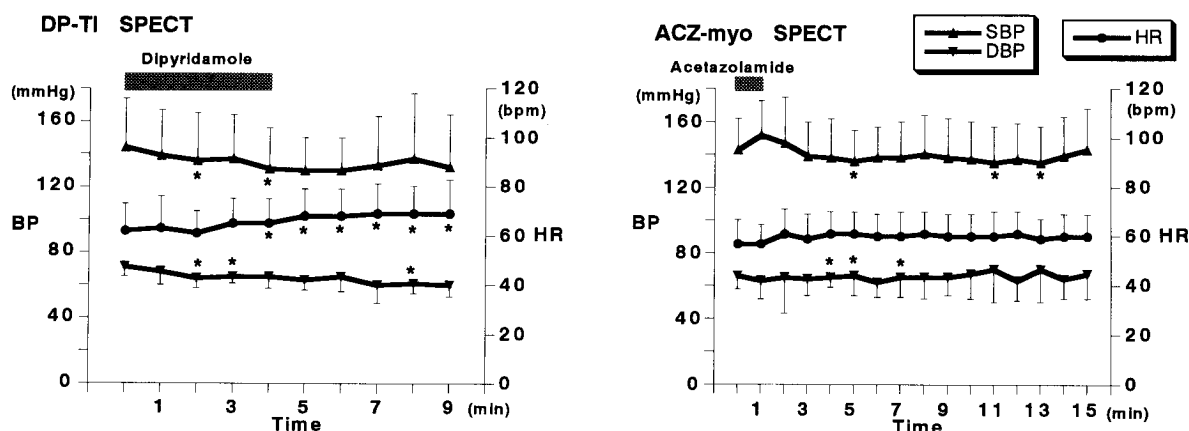 DP-Tl SPECT
Dipyridamole
(mmHg)
160
120
BP
80
40
0
120
(bpm)
100
80
60 HR
40
20
0
* * * * * * * *
* * *
1 3 5 7 9 (min)
Time
ACZ-myo SPECT
SBP
DBP
HR
Acetazolamide
(mmHg)
160
120
BP
80
40
0
120
(bpm)
100
80
60 HR
40
20
0
* * *
* * *
1 3 5 7 9 11 13 15 (min)
Time